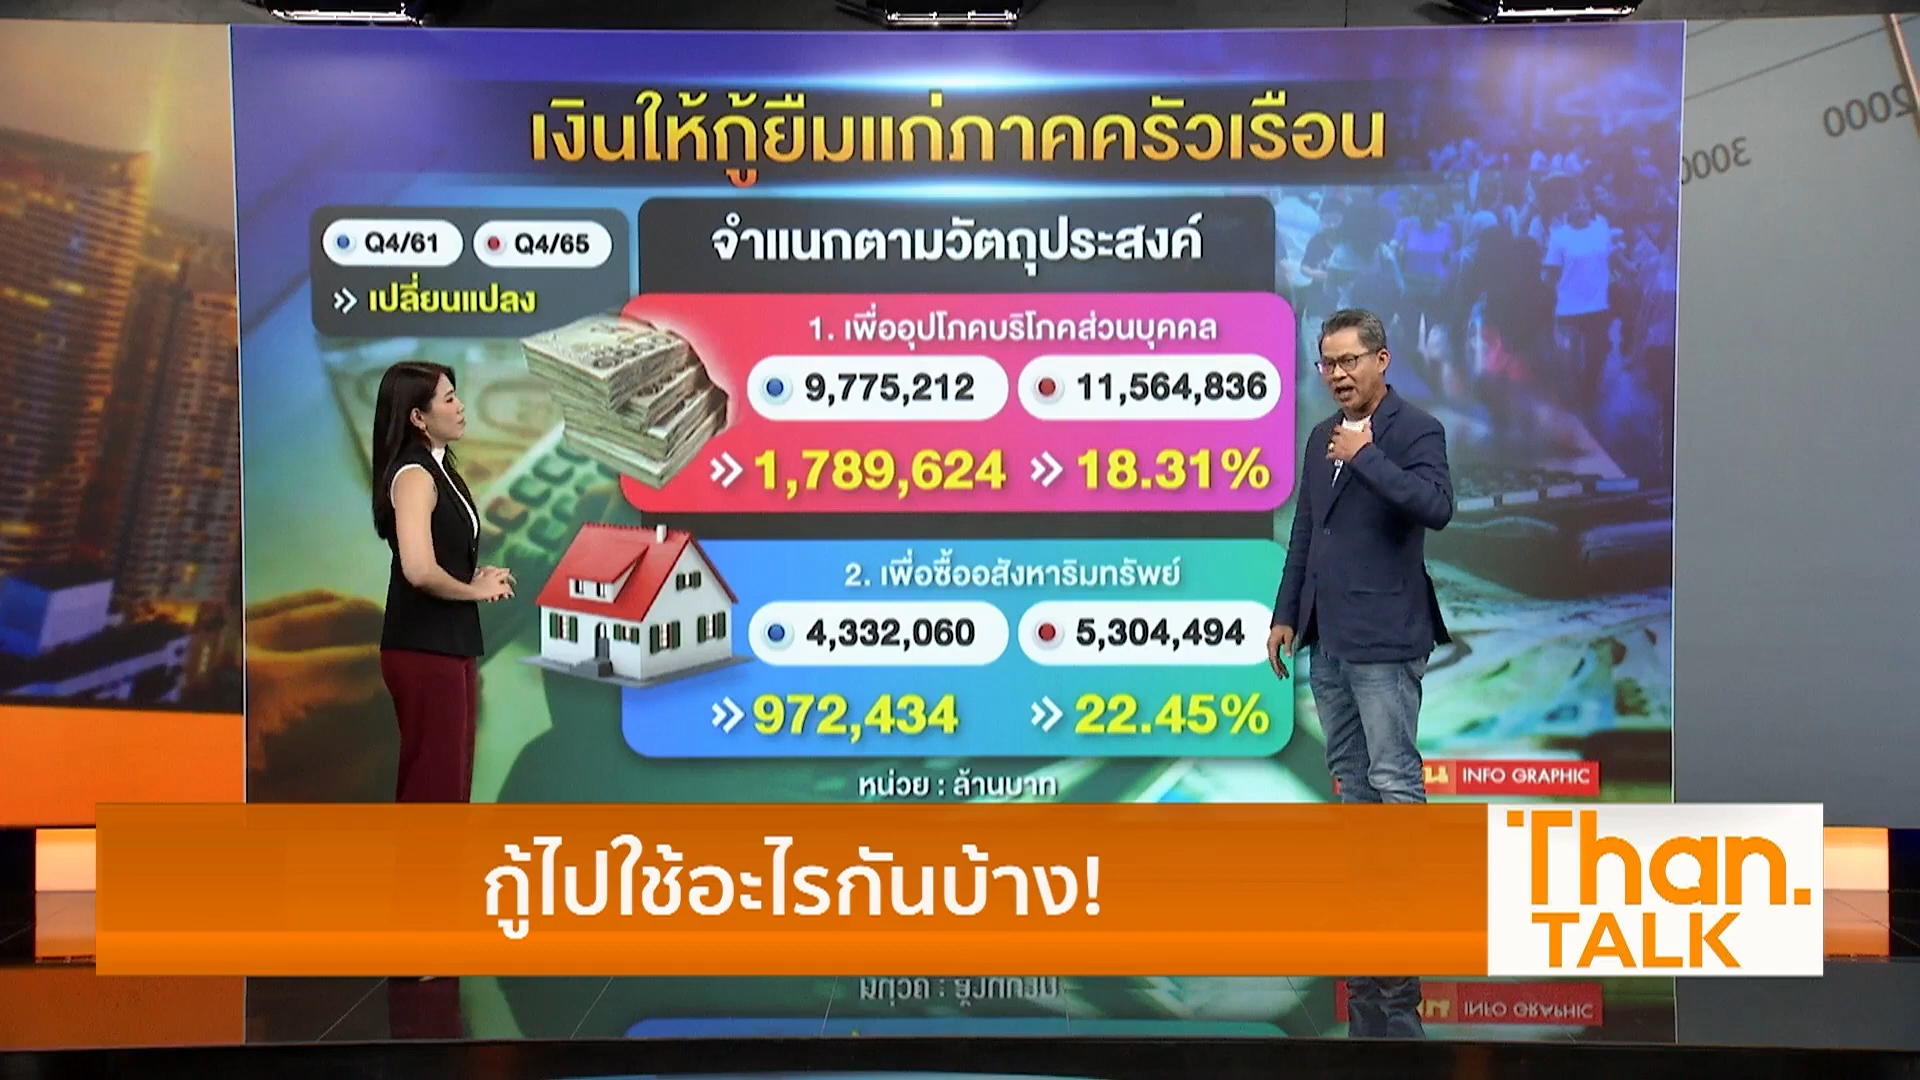 เงินให้กู้ยืมแก่ภาคครัวเรือน
Q4/61 Q4/65
» เปลี่ยนแปลง
จำแนกตามวัตถุประสงค์
1. เพื่ออุปโภคบริโภคส่วนบุคคล
9,775,212 11,564,836
» 1,789,624 » 18.31%
2. เพื่อซื้ออสังหาริมทรัพย์
4,332,060 5,304,494
» 972,434 » 22.45%
หน่วย : ล้านบาท
น INFO GRAPHIC
2000
3000
กู้ไปใช้อะไรกันบ้าง!
Than.
TALK